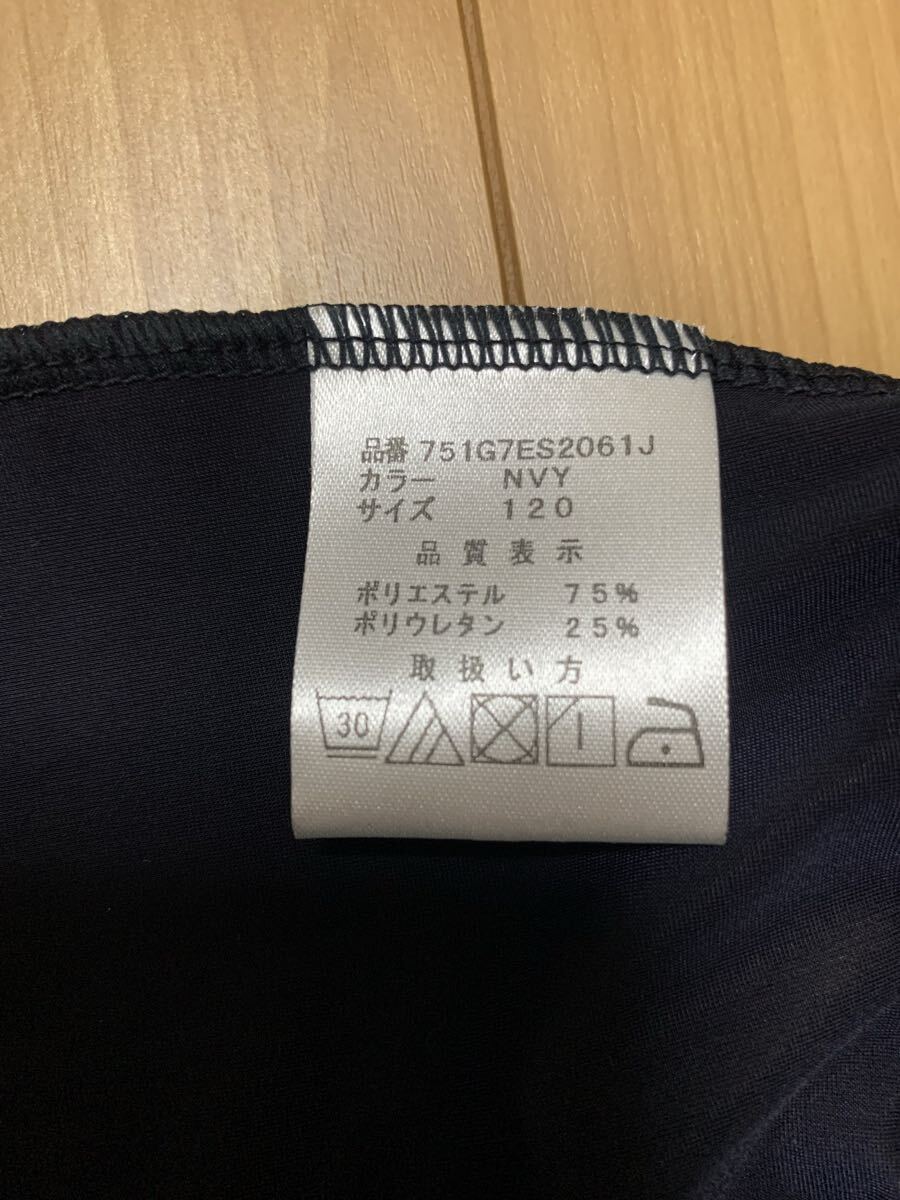 品番 751G7ES2061J
カラー NVY
サイズ 120
品質表示
ポリエステル 75%
ポリウレタン 25%
取扱い方
30